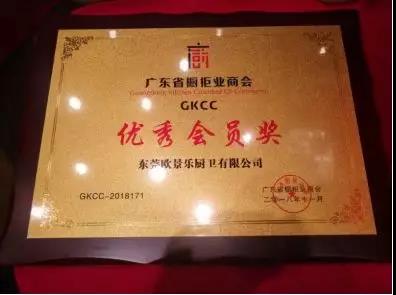 广东省橱柜业商会
Guangdong Kitchen Cabinet Of Commerce
GKCC
优秀会员奖
东莞欧景乐厨卫有限公司
GKCC-2018171
广东省橱柜业商会
二〇一八年十一月